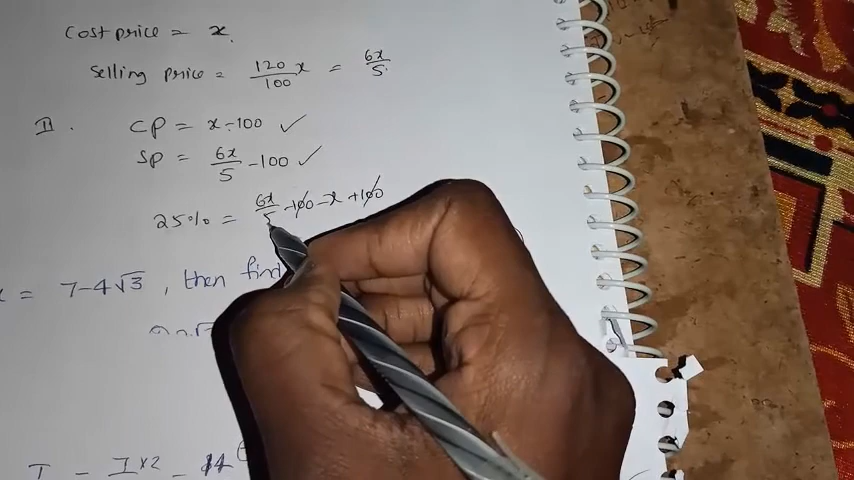 Cost price = x.
Selling price = 120/100 x = 6x/5.
II. CP = x-100 ✓
SP = 6x/5 - 100 ✓
25% = 6x/5 - 100 - x + 100
= 7-4√3, then find